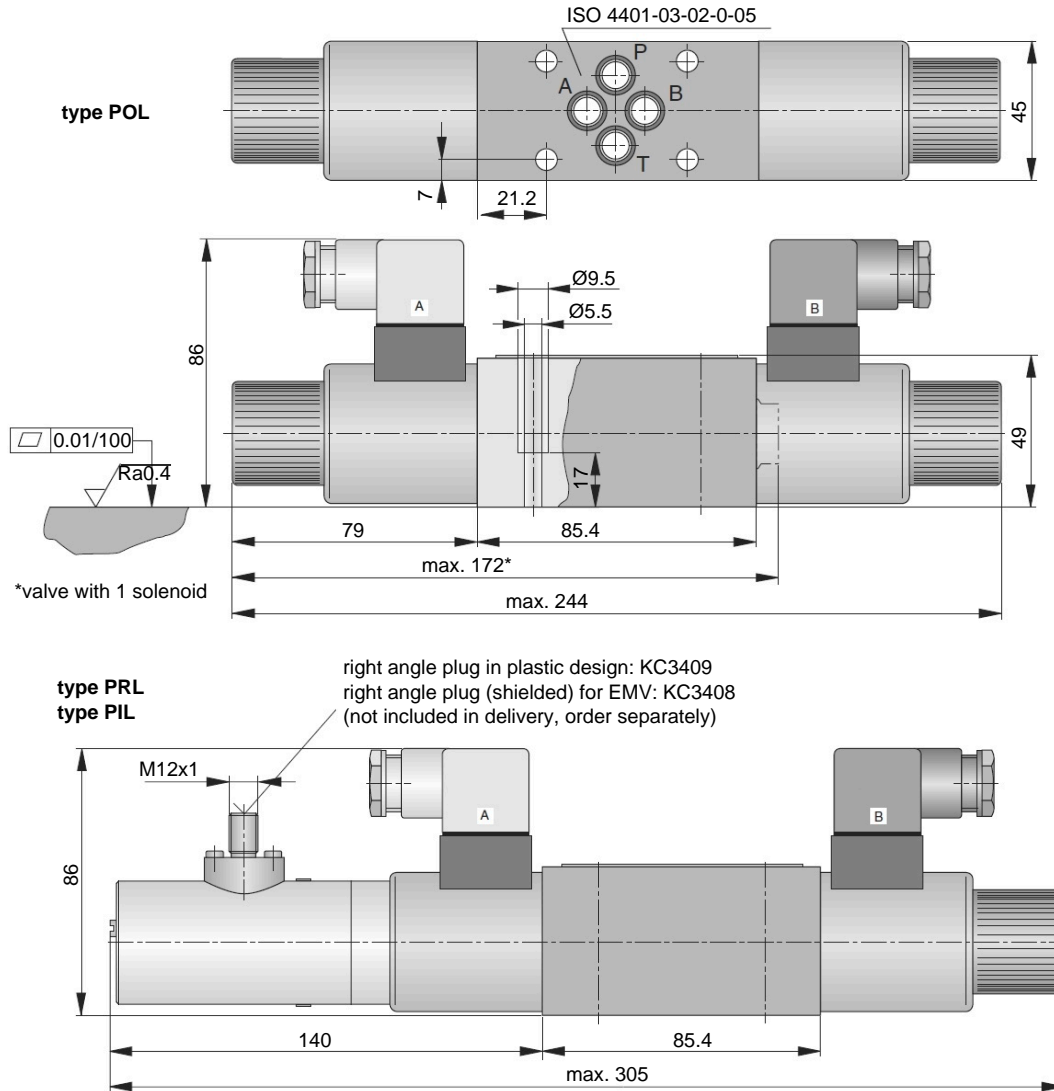 ISO 4401-03-02-0-05
type POL
P
A
B
T
45
7
21.2
A
Ø9.5
Ø5.5
B
86
49
0.01/100
Ra0.4
17
79
85.4
max. 172*
*valve with 1 solenoid
max. 244
type PRL
type PIL
right angle plug in plastic design: KC3409
right angle plug (shielded) for EMV: KC3408
(not included in delivery, order separately)
M12x1
A
B
86
140
85.4
max. 305